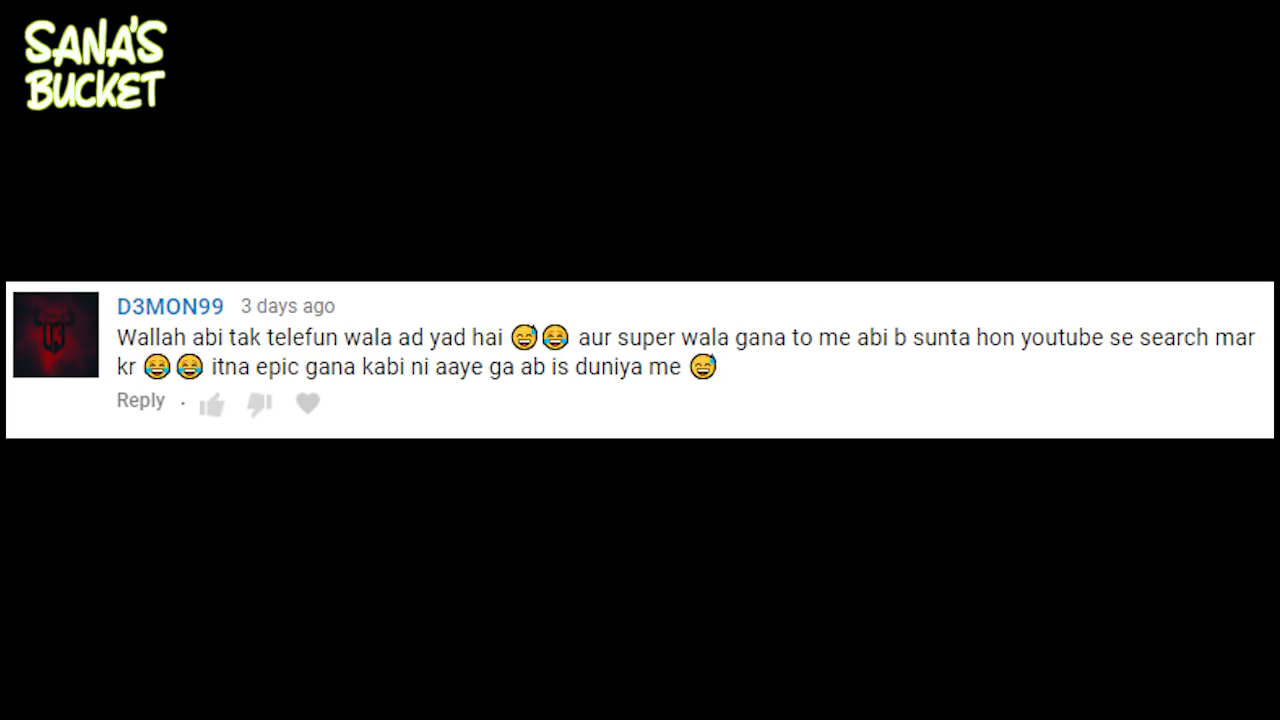 SANA'S
BUCKET
D3MON99 3 days ago
Wallah abi tak telefun wala ad yad hai 😅😂 aur super wala gana to me abi b sunta hon youtube se search mar
kr 😂😂 itna epic gana kabi ni aaye ga ab is duniya me 😅
Reply ·